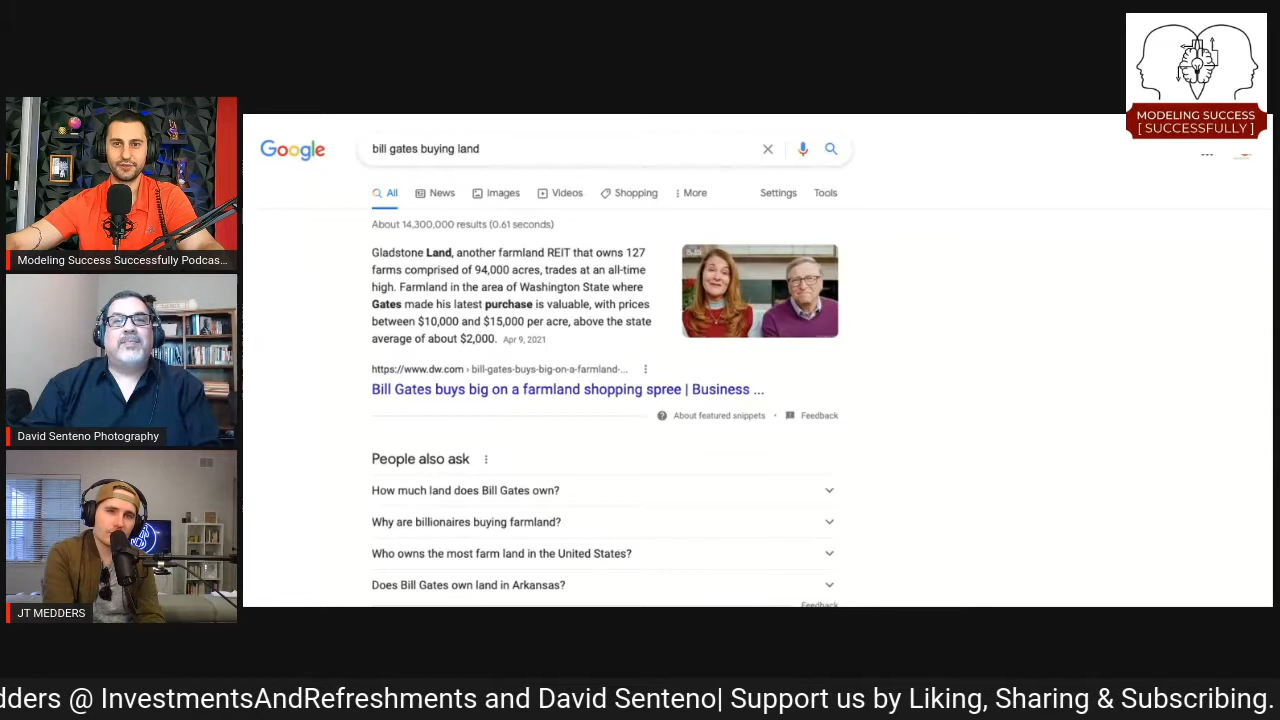 MODELING SUCCESS
[ SUCCESSFULLY ]
Modeling Success Successfully Podcas...
David Senteno Photography
JT MEDDERS
Google
bill gates buying land
All News Images Videos Shopping More Settings Tools
About 14,300,000 results (0.61 seconds)
Gladstone Land, another farmland REIT that owns 127
farms comprised of 94,000 acres, trades at an all-time
high. Farmland in the area of Washington State where
Gates made his latest purchase is valuable, with prices
between $10,000 and $15,000 per acre, above the state
average of about $2,000. Apr 9, 2021
https://www.dw.com › bill-gates-buys-big-on-a-farmland-...
Bill Gates buys big on a farmland shopping spree | Business ...
About featured snippets • Feedback
People also ask
How much land does Bill Gates own?
Why are billionaires buying farmland?
Who owns the most farm land in the United States?
Does Bill Gates own land in Arkansas?
Feedback
dders @ InvestmentsAndRefreshments and David Senteno| Support us by Liking, Sharing & Subscribing.